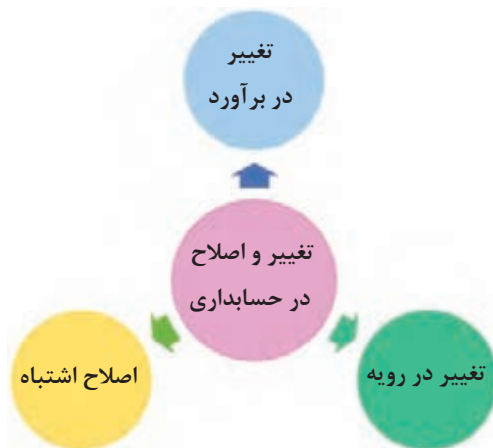 تغییر
در برآورد
تغییر و اصلاح
در حسابداری
تغییر در رویه
اصلاح اشتباه